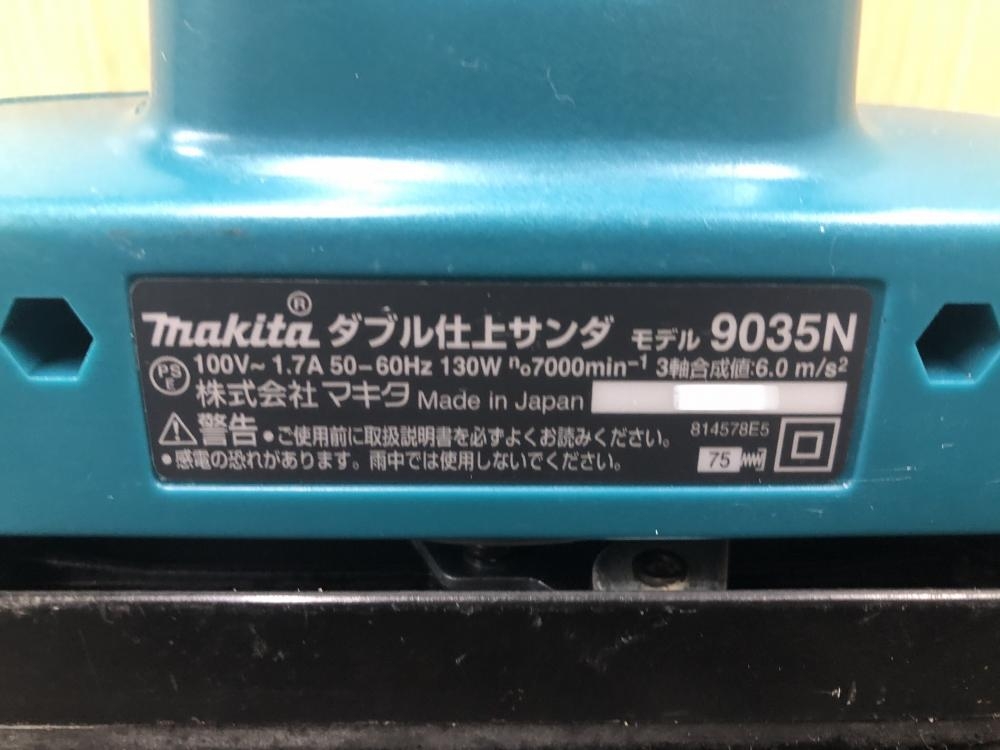 makita® ダブル仕上サンダ モデル 9035N
PSE 100V~ 1.7A 50-60Hz 130W n₀7000min⁻¹ 3軸合成値:6.0 m/s²
株式会社 マキタ Made in Japan
⚠警告 •ご使用前に取扱説明書を必ずよくお読みください。 814578E5
•感電の恐れがあります。雨中では使用しないでください。 75